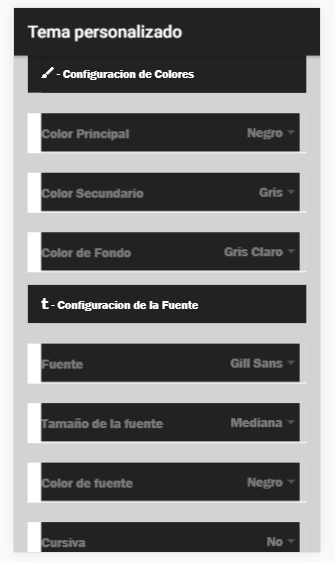 Tema personalizado
- Configuracion de Colores
Color Principal Negro
Color Secundario Gris
Color de Fondo Gris Claro
t - Configuracion de la Fuente
Fuente Gill Sans
Tamaño de la fuente Mediana
Color de fuente Negro
Cursiva No